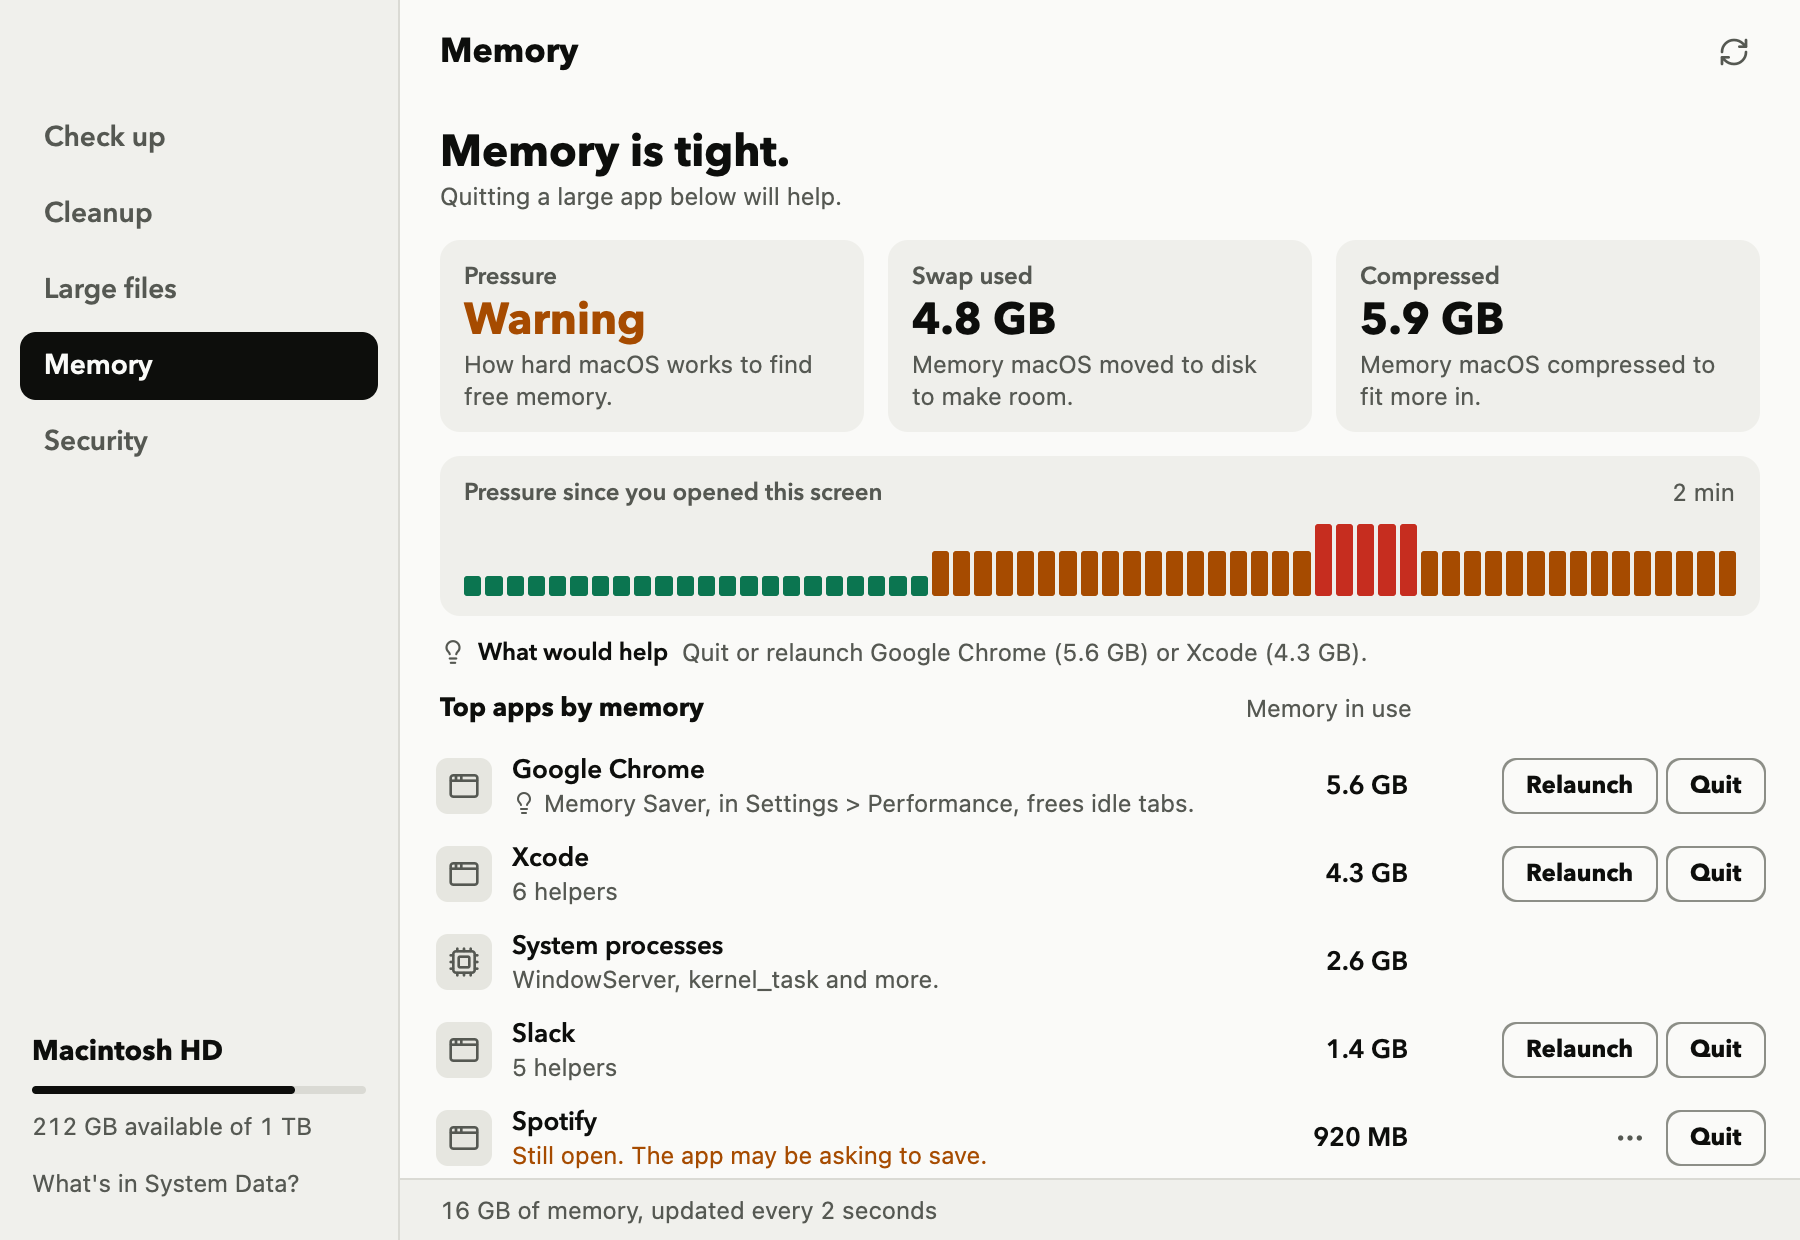 Memory
Check up
Cleanup
Large files
Memory
Security
Macintosh HD
212 GB available of 1 TB
What's in System Data?
Memory is tight.
Quitting a large app below will help.
Pressure
Warning
How hard macOS works to find
free memory.
Swap used
4.8 GB
Memory macOS moved to disk
to make room.
Compressed
5.9 GB
Memory macOS compressed to
fit more in.
Pressure since you opened this screen
2 min
What would help Quit or relaunch Google Chrome (5.6 GB) or Xcode (4.3 GB).
Top apps by memory
Memory in use
Google Chrome
Memory Saver, in Settings > Performance, frees idle tabs.
5.6 GB
Relaunch
Quit
Xcode
6 helpers
4.3 GB
Relaunch
Quit
System processes
WindowServer, kernel_task and more.
2.6 GB
Slack
5 helpers
1.4 GB
Relaunch
Quit
Spotify
Still open. The app may be asking to save.
920 MB
Quit
16 GB of memory, updated every 2 seconds